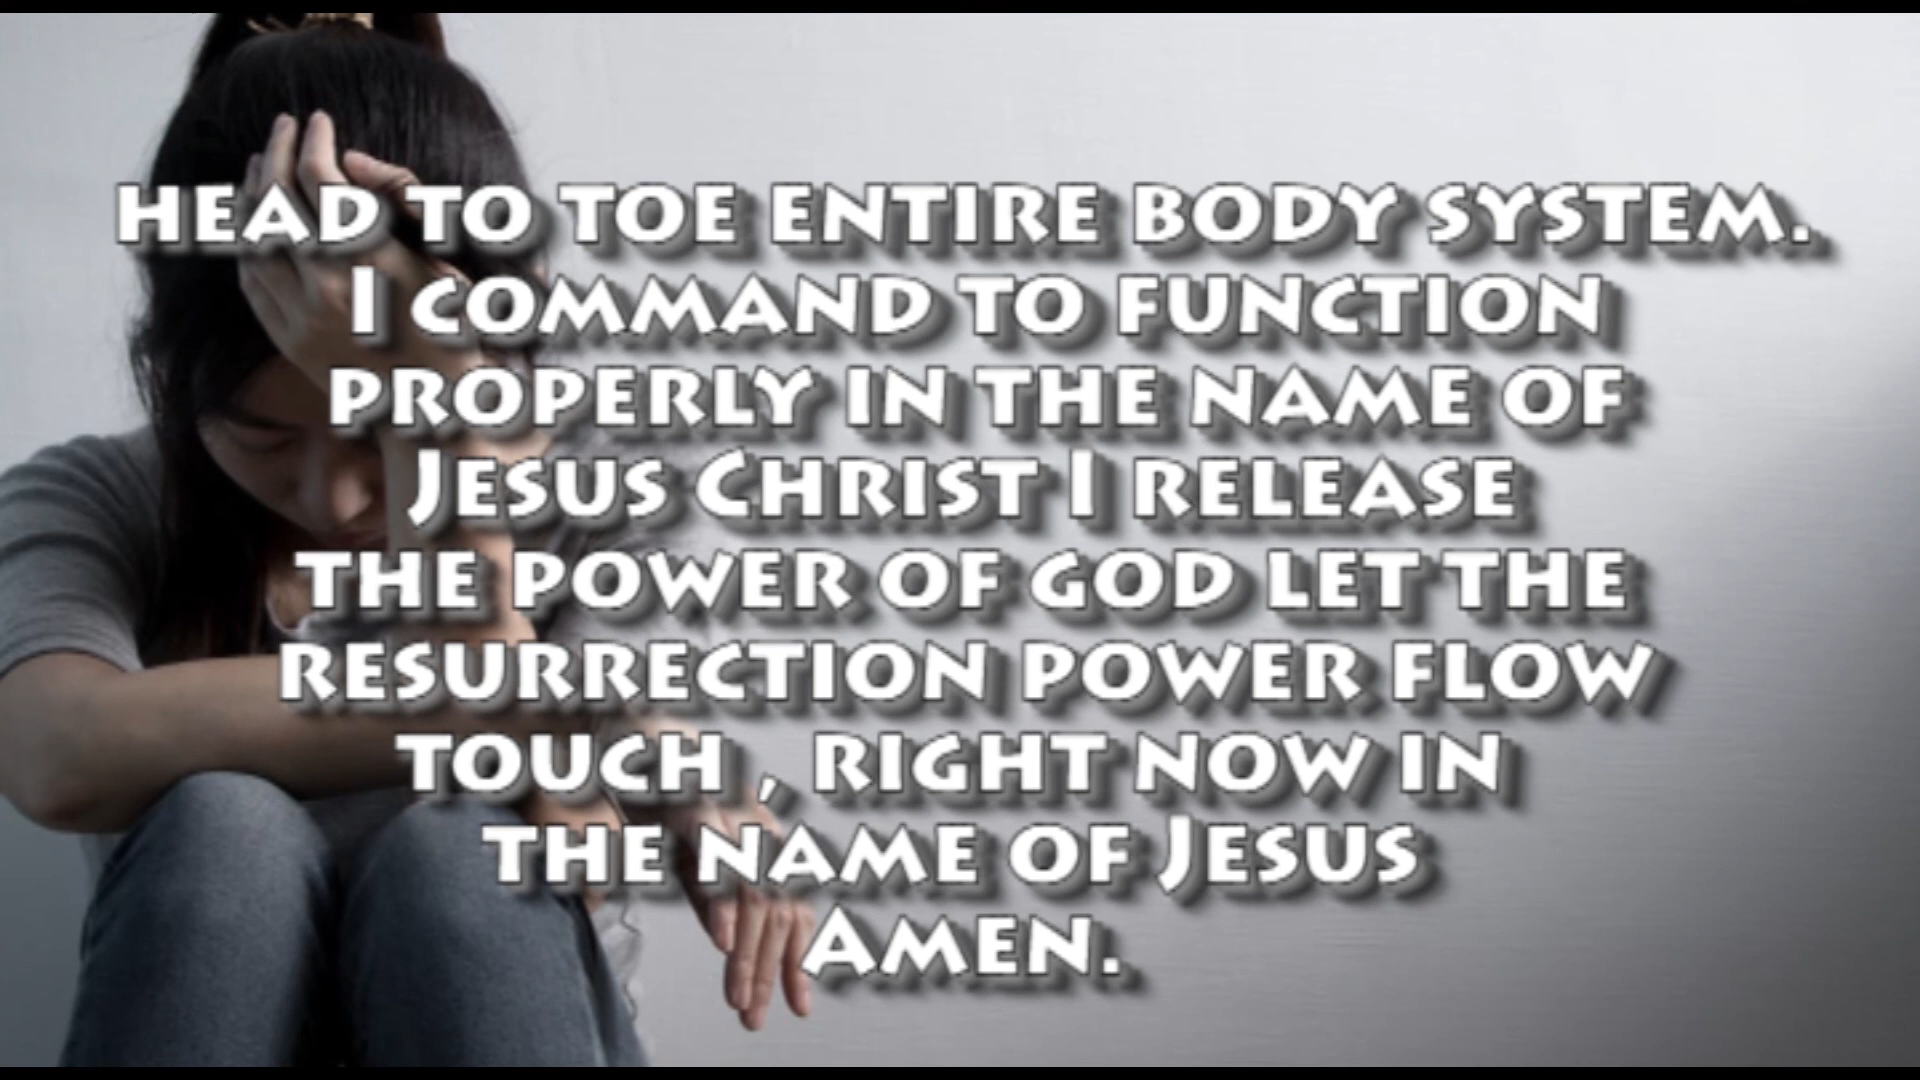 HEAD TO TOE ENTIRE BODY SYSTEM.
I COMMAND TO FUNCTION
PROPERLY IN THE NAME OF
JESUS CHRIST I RELEASE
THE POWER OF GOD LET THE
RESURRECTION POWER FLOW
TOUCH , RIGHT NOW IN
THE NAME OF JESUS
AMEN.